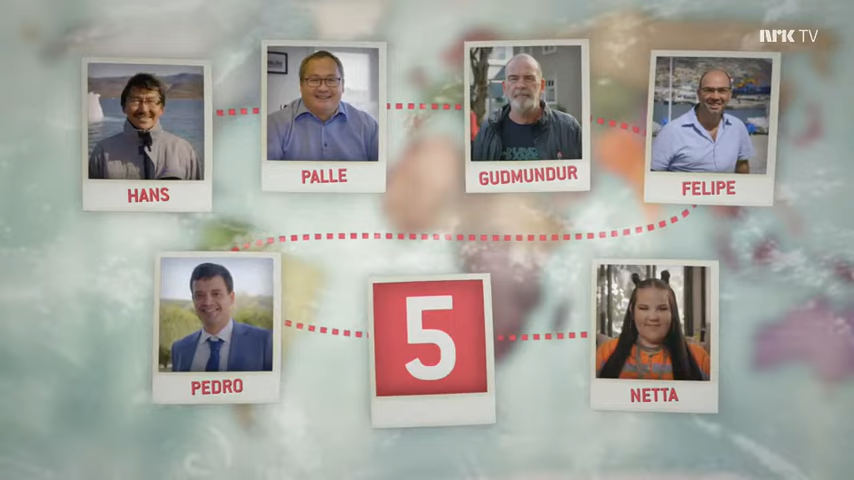 NRK TV
HANS
PALLE
GUDMUNDUR
FELIPE
PEDRO
5
NETTA